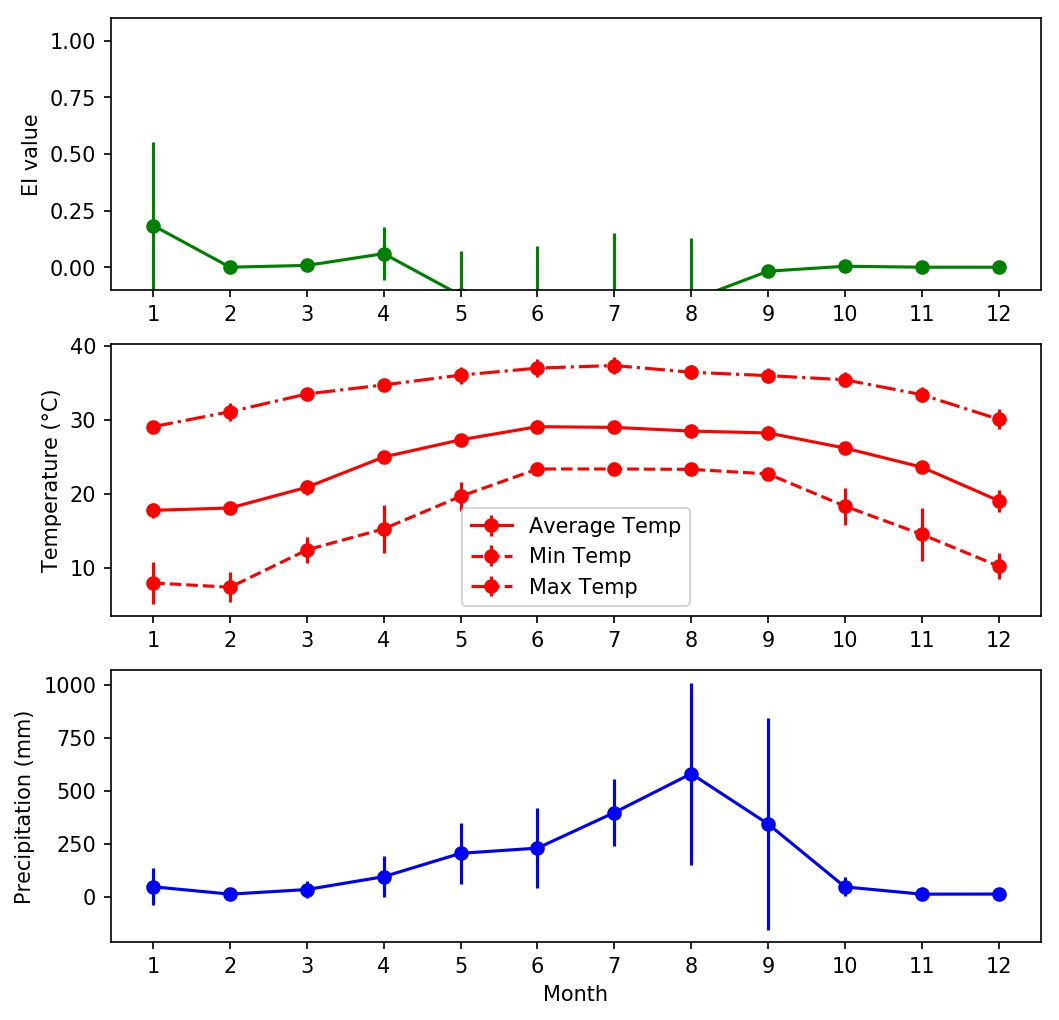 EI value
1.00
0.75
0.50
0.25
0.00
1 2 3 4 5 6 7 8 9 10 11 12
Temperature (°C)
40
30
20
10
Average Temp
Min Temp
Max Temp
1 2 3 4 5 6 7 8 9 10 11 12
Precipitation (mm)
1000
750
500
250
0
1 2 3 4 5 6 7 8 9 10 11 12
Month